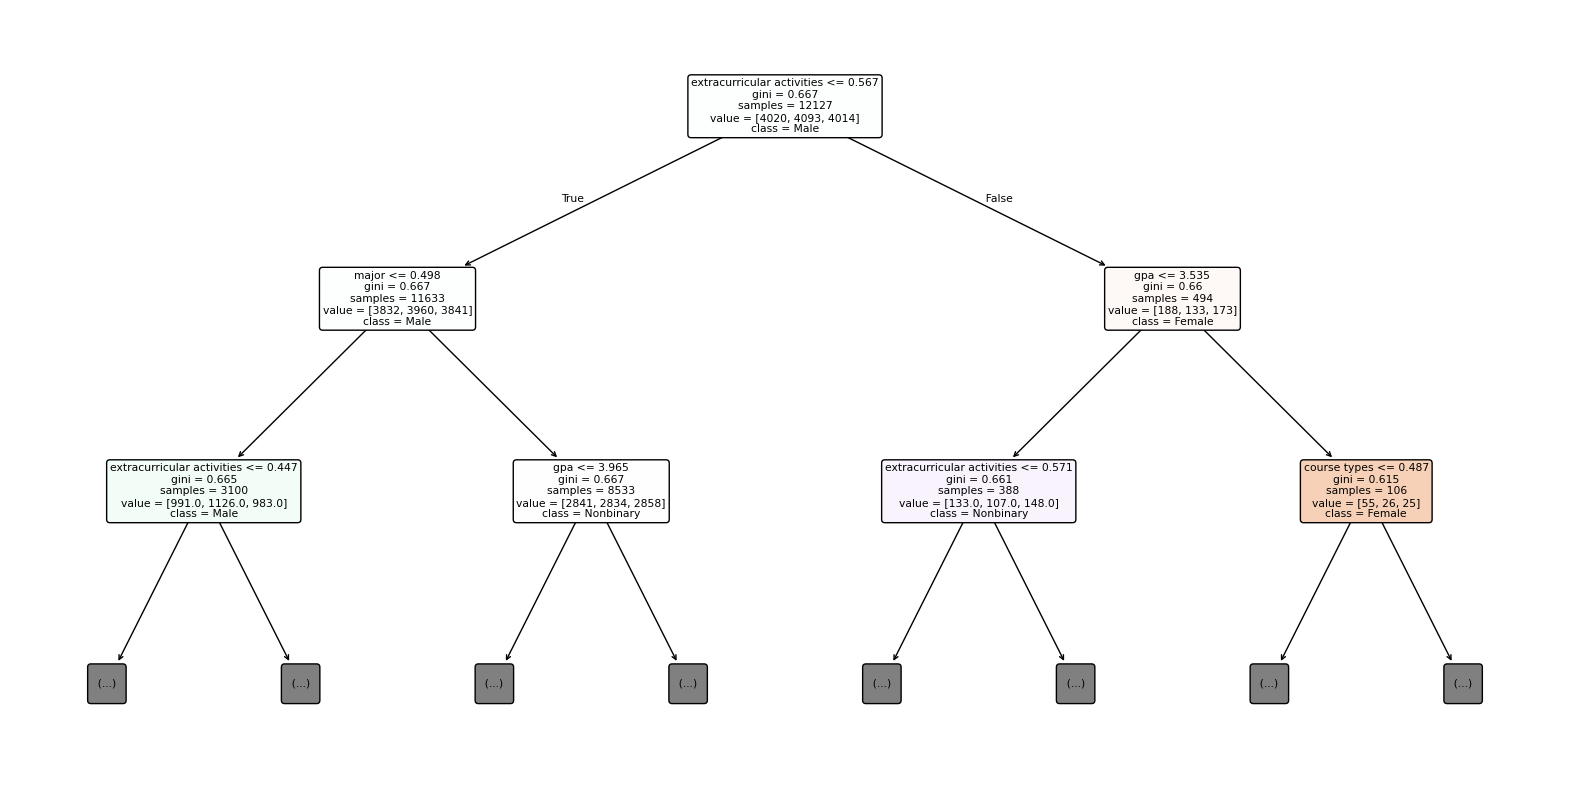 extracurricular activities <= 0.567
gini = 0.667
samples = 12127
value = [4020, 4093, 4014]
class = Male
True
False
major <= 0.498
gini = 0.667
samples = 11633
value = [3832, 3960, 3841]
class = Male
gpa <= 3.535
gini = 0.66
samples = 494
value = [188, 133, 173]
class = Female
extracurricular activities <= 0.447
gini = 0.665
samples = 3100
value = [991.0, 1126.0, 983.0]
class = Male
gpa <= 3.965
gini = 0.667
samples = 8533
value = [2841, 2834, 2858]
class = Nonbinary
extracurricular activities <= 0.571
gini = 0.661
samples = 388
value = [133.0, 107.0, 148.0]
class = Nonbinary
course types <= 0.487
gini = 0.615
samples = 106
value = [55, 26, 25]
class = Female
(...)
(...)
(...)
(...)
(...)
(...)
(...)
(...)